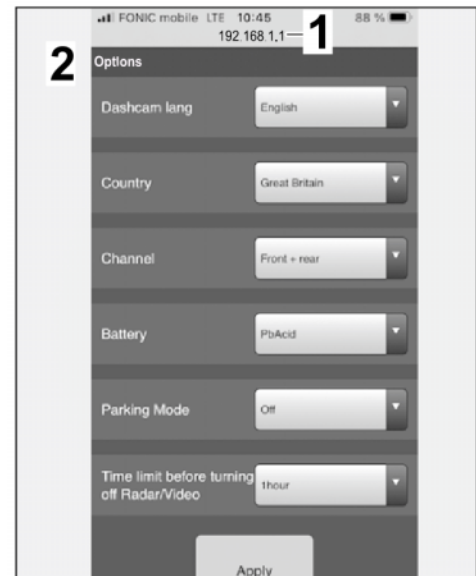 FONIC mobile LTE 10:45 88 %
192.168.1.1
1
2
Options
Dashcam lang
English
Country
Great Britain
Channel
Front + rear
Battery
PbAcid
Parking Mode
Off
Time limit before turning
off Radar/Video
1hour
Apply